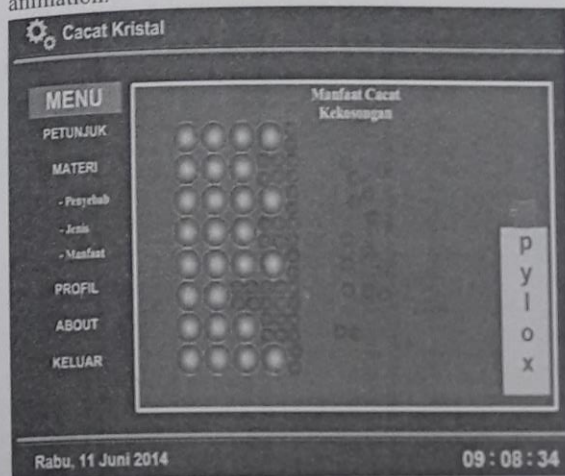 animation.
Cacat Kristal
MENU
PETUNJUK
MATERI
- Penyebab
- Jenis
- Manfaat
PROFIL
ABOUT
KELUAR
Manfaat Cacat
Kekosongan
pylox
Rabu, 11 Juni 2014
09 : 08 : 34